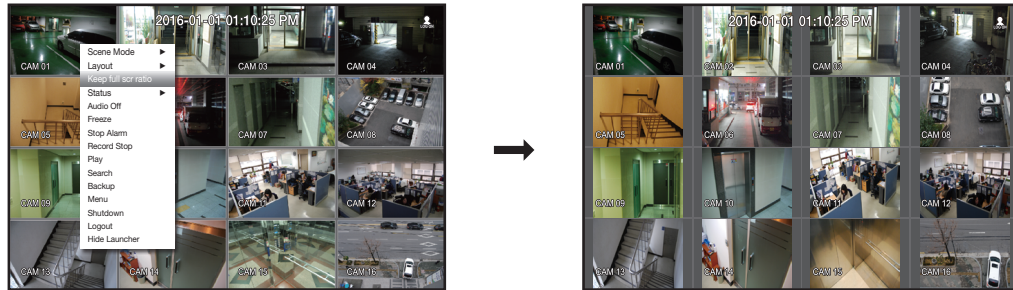 2016-01-01 01:10:25 PM
LOG ON
CAM 01
CAM 03
CAM 04
Scene Mode
Layout
Keep full scr ratio
Status
Audio Off
Freeze
Stop Alarm
Record Stop
Play
Search
Backup
Menu
Shutdown
Logout
Hide Launcher
CAM 05
CAM 07
CAM 08
CAM 09
CAM 11
CAM 12
CAM 13
CAM 14
CAM 15
CAM 16
2016-01-01 01:10:25 PM
CAM 01
CAM 02
CAM 03
CAM 04
CAM 05
CAM 06
CAM 07
CAM 08
CAM 09
CAM 10
CAM 11
CAM 12
CAM 13
CAM 14
CAM 15
CAM 16